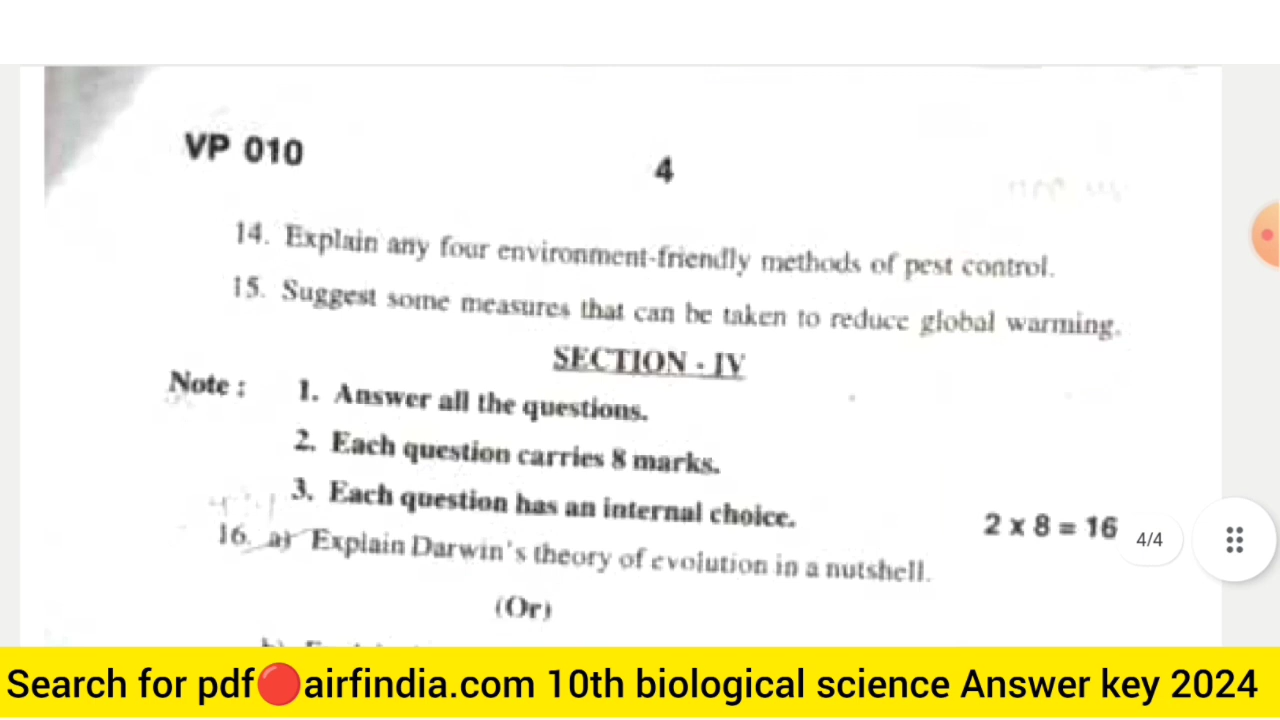 VP 010
4
14. Explain any four environment-friendly methods of pest control.
15. Suggest some measures that can be taken to reduce global warming.
SECTION - IV
Note : 1. Answer all the questions.
2. Each question carries 8 marks.
3. Each question has an internal choice.
2 x 8 = 16
4/4
16. a) Explain Darwin's theory of evolution in a nutshell.
(Or)
Search for pdf🔴airfindia.com 10th biological science Answer key 2024